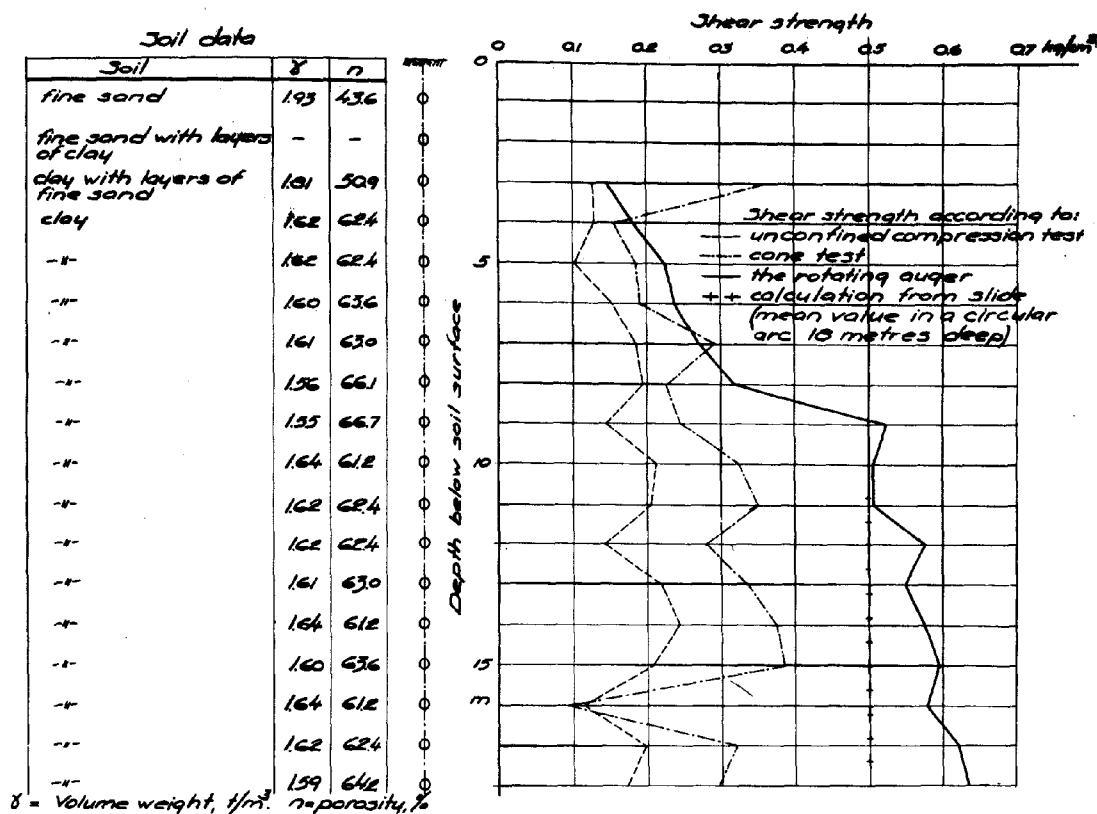 Soil data
Soil γ n
fine sand 1.93 43.6
fine sand with layers of clay - -
clay with layers of fine sand 1.81 50.9
clay 1.62 62.4
-"- 1.62 62.4
-"- 1.60 63.6
-"- 1.61 63.0
-"- 1.56 66.1
-"- 1.55 66.7
-"- 1.64 61.2
-"- 1.62 62.4
-"- 1.62 62.4
-"- 1.61 63.0
-"- 1.64 61.2
-"- 1.60 63.6
-"- 1.64 61.2
-"- 1.62 62.4
-"- 1.59 64.2
γ = Volume weight, t/m³. n=porosity, %
Shear strength
0 0.1 0.2 0.3 0.4 0.5 0.6 0.7 kg/cm²
0
5
10
15
m
Depth below soil surface
Shear strength according to:
unconfined compression test
cone test
the rotating auger
calculation from slide
(mean value in a circular
arc 18 metres deep)